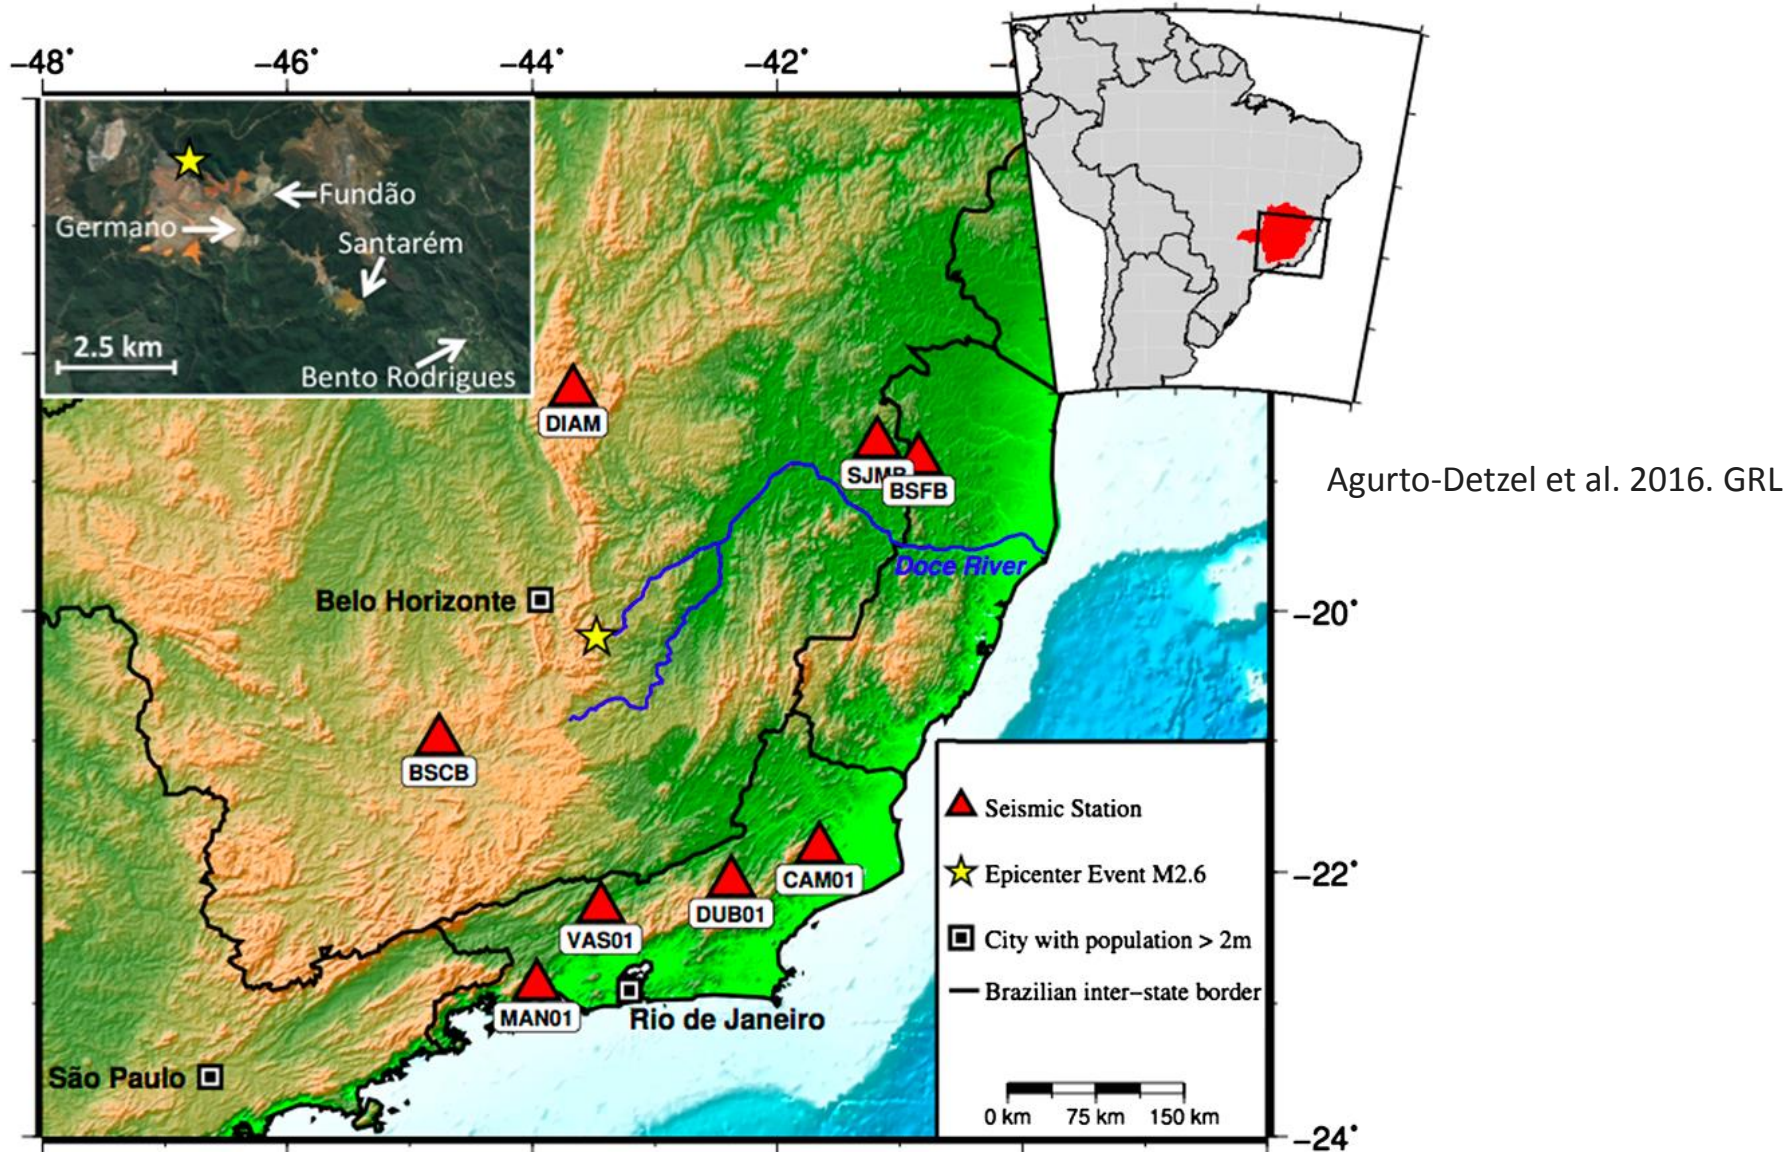 −48°
−46°
−44°
−42°
Fundão
Germano
Santarém
2.5 km
Bento Rodrigues
DIAM
BSFB
Agurto-Detzel et al. 2016. GRL
Doce River
Belo Horizonte
−20°
BSCB
Seismic Station
Epicenter Event M2.6
−22°
CAM01
DUB01
VAS01
City with population > 2m
Brazilian inter−state border
MAN01
Rio de Janeiro
São Paulo
0 km
75 km
150 km
−24°